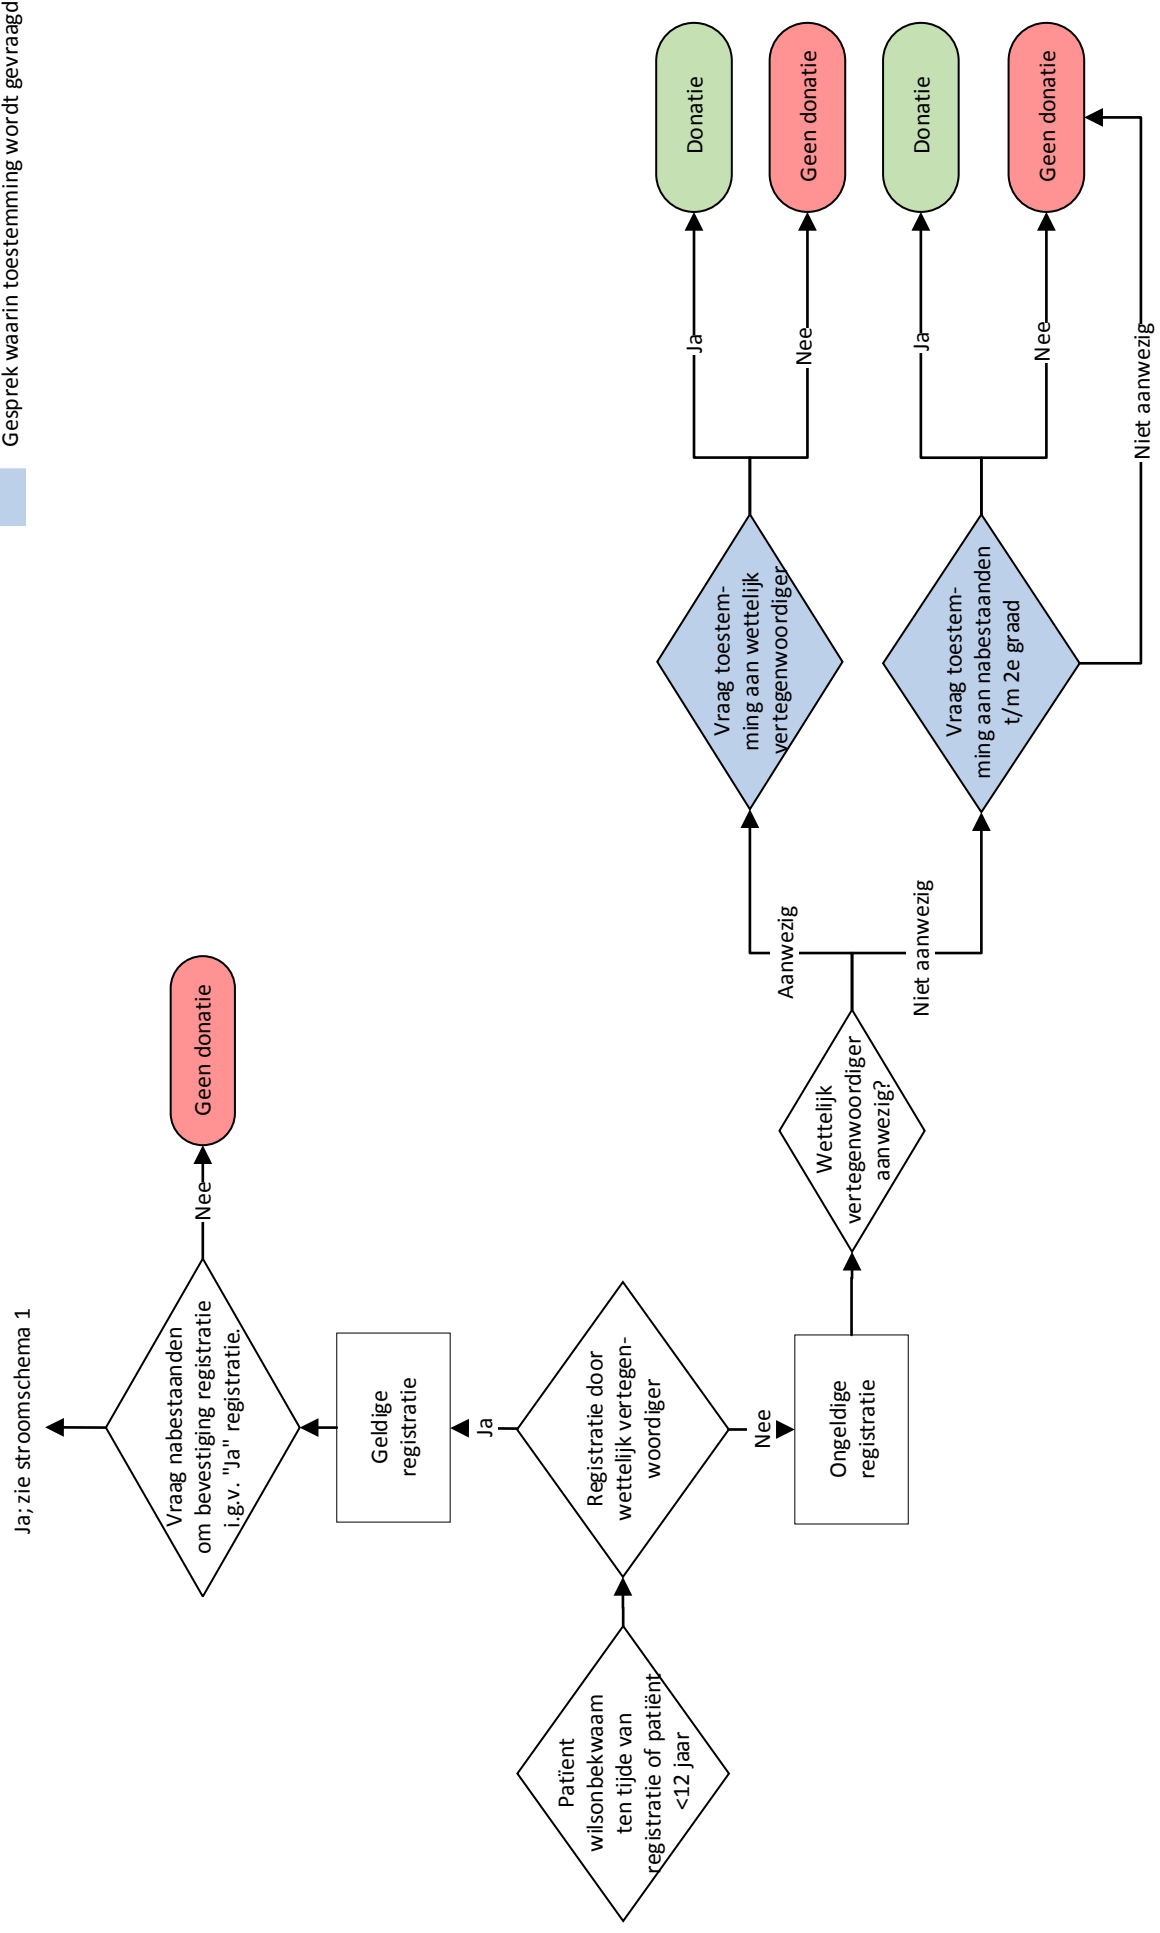 Gesprek waarin toestemming wordt gevraagd
Ja; zie stroomschema 1
Vraag nabestaanden
om bevestiging registratie
i.g.v. "Ja" registratie.
Nee
Geen donatie
Geldige
registratie
Ja
Patïent
wilsonbekwaam
ten tijde van
registratie of patiënt
<12 jaar
Registratie door
wettelijk vertegen-
woordiger
Nee
Ongeldige
registratie
Wettelijk
vertegenwoordiger
aanwezig?
Aanwezig
Vraag toestem-
ming aan wettelijk
vertegenwoordiger
Ja
Donatie
Nee
Geen donatie
Niet aanwezig
Vraag toestem-
ming aan nabestaanden
t/m 2e graad
Ja
Donatie
Nee
Geen donatie
Niet aanwezig